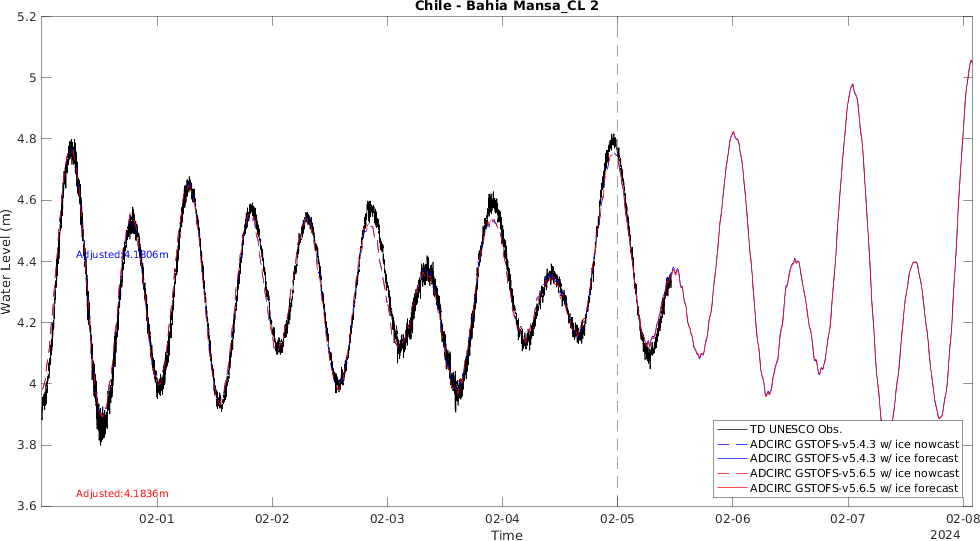 Chile - Bahia Mansa_CL 2
5.2
5
4.8
4.6
4.4
4.2
4
3.8
3.6
Water Level (m)
Adjusted:4.1806m
Adjusted:4.1836m
TD UNESCO Obs.
ADCIRC GSTOFS-v5.4.3 w/ ice nowcast
ADCIRC GSTOFS-v5.4.3 w/ ice forecast
ADCIRC GSTOFS-v5.6.5 w/ ice nowcast
ADCIRC GSTOFS-v5.6.5 w/ ice forecast
02-01 02-02 02-03 02-04 02-05 02-06 02-07 02-08
Time
2024